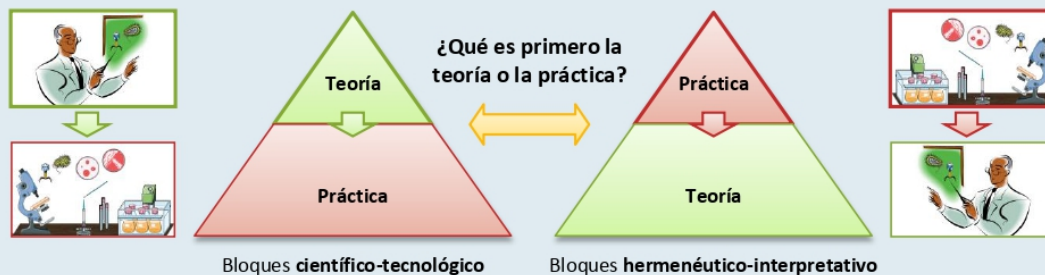 ¿Qué es primero la
teoría o la práctica?
Teoría
Práctica
Práctica
Teoría
Bloques científico-tecnológico
Bloques hermenéutico-interpretativo